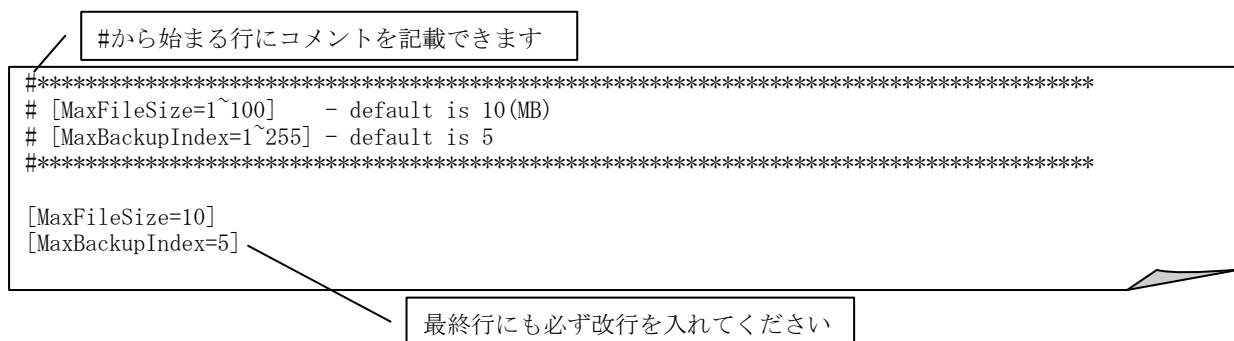 #から始まる行にコメントを記載できます
#****************************************************************************************
# [MaxFileSize=1~100]    - default is 10(MB)
# [MaxBackupIndex=1~255] - default is 5
#****************************************************************************************
[MaxFileSize=10]
[MaxBackupIndex=5]
最終行にも必ず改行を入れてください